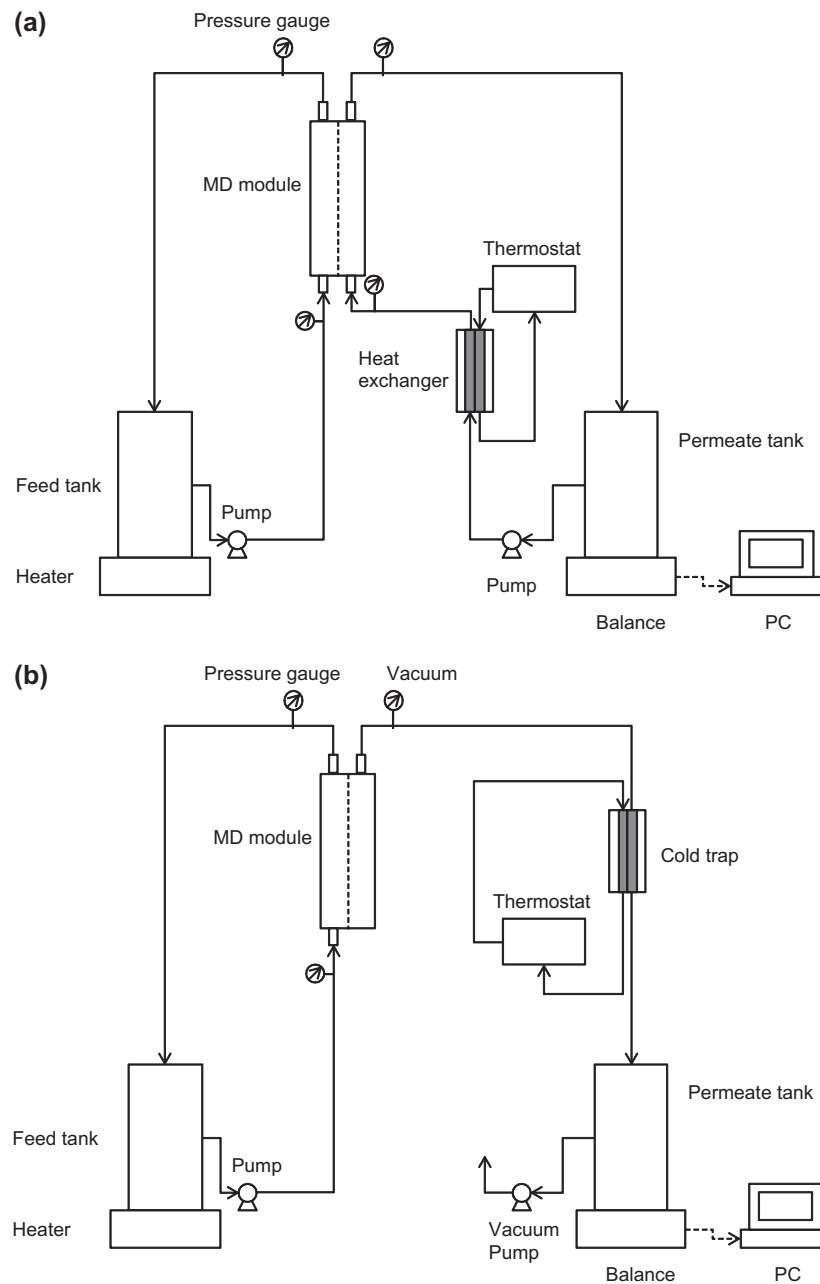 (a)
Pressure gauge
MD module
Thermostat
Heat
exchanger
Permeate tank
Feed tank
Pump
Heater
Pump
Balance
PC
(b)
Pressure gauge
Vacuum
MD module
Cold trap
Thermostat
Permeate tank
Feed tank
Pump
Heater
Vacuum
Pump
Balance
PC